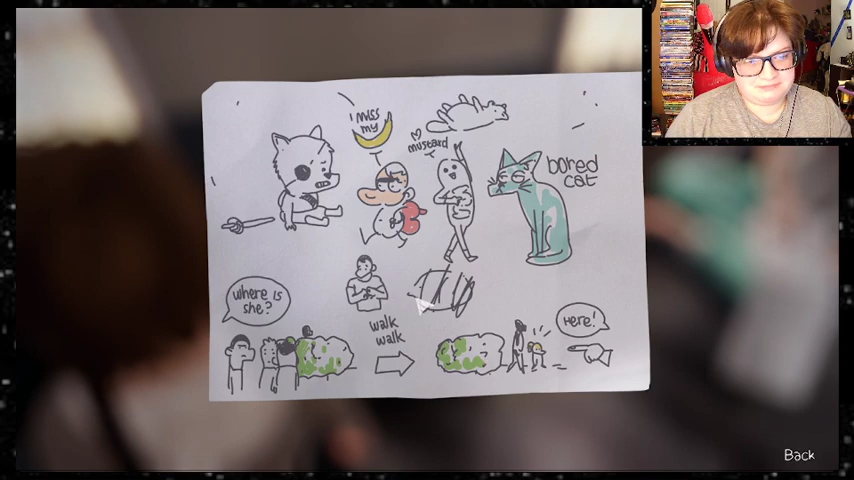 I MISS
MY
♡
mustard
bored
cat
where is
she?
walk
walk
Here!
Back